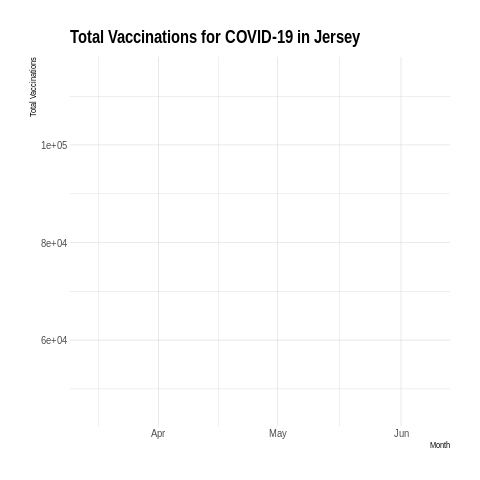 Total Vaccinations for COVID-19 in Jersey
Total Vaccinations
1e+05
8e+04
6e+04
Apr May Jun
Month